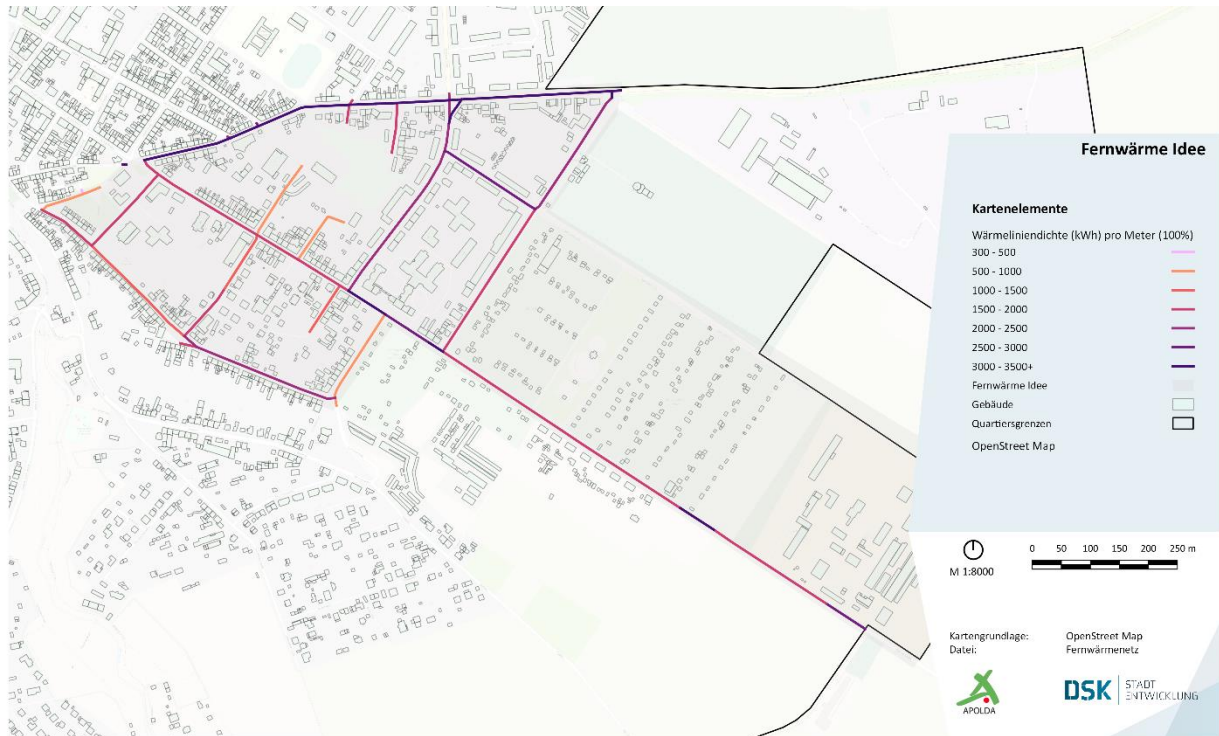 Fernwärme Idee
Kartenelemente
Wärmeliniendichte (kWh) pro Meter (100%)
300 - 500
500 - 1000
1000 - 1500
1500 - 2000
2000 - 2500
2500 - 3000
3000 - 3500+
Fernwärme Idee
Gebäude
Quartiersgrenzen
OpenStreet Map
M 1:8000
0 50 100 150 200 250 m
Kartengrundlage: OpenStreet Map
Datei: Fernwärmenetz
APOLDA
DSK STADT
ENTWICKLUNG